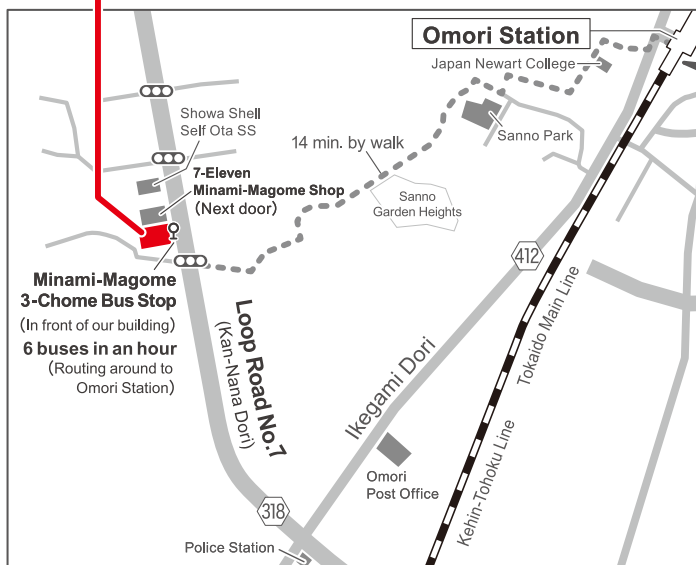 Omori Station
Japan Newart College
Showa Shell
Self Ota SS
14 min. by walk
Sanno Park
7-Eleven
Minami-Magome Shop
(Next door)
Sanno
Garden Heights
412
Minami-Magome
3-Chome Bus Stop
(In front of our building)
6 buses in an hour
(Routing around to
Omori Station)
Loop Road No.7
(Kan-Nana Dori)
Ikegami Dori
Tokaido Main Line
Kehin-Tohoku Line
Omori
Post Office
318
Police Station